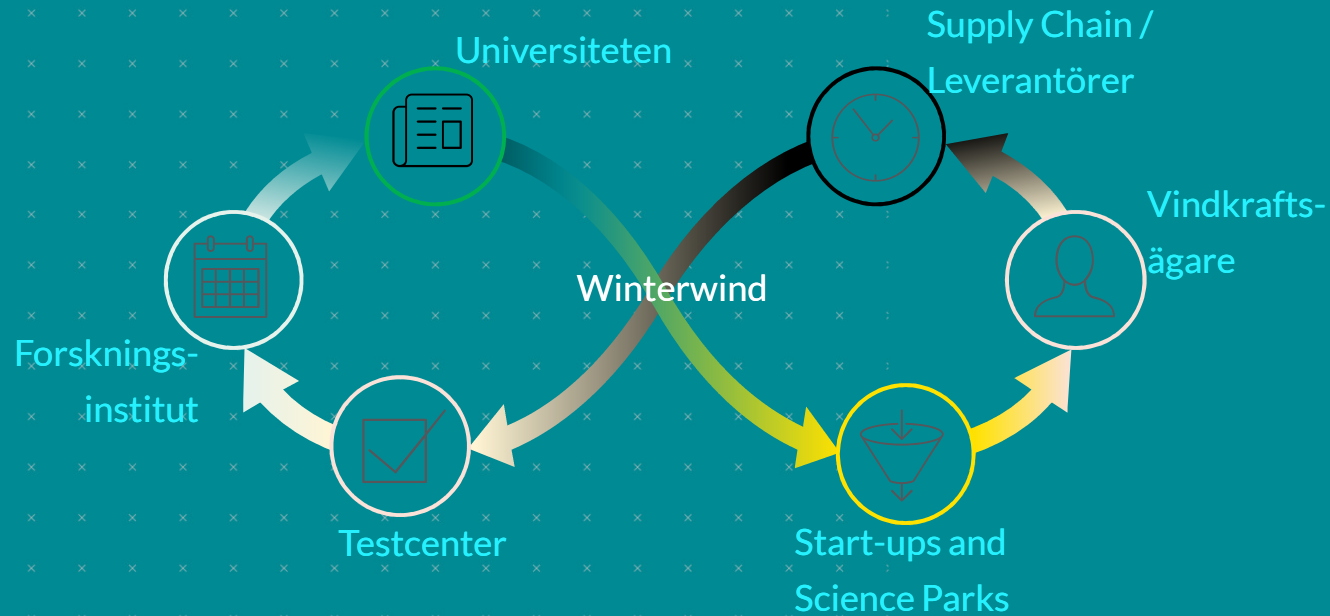 Universiteten
Supply Chain /
Leverantörer
Vindkrafts-
ägare
Winterwind
Forsknings-
institut
Testcenter
Start-ups and
Science Parks